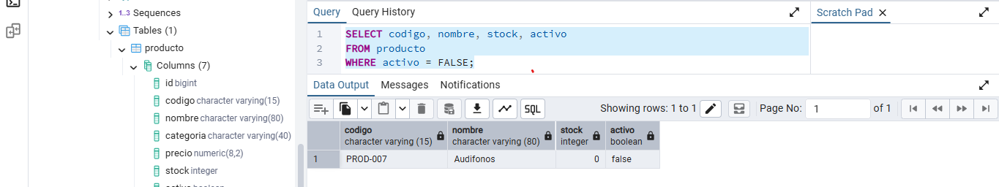 1..3 Sequences
Tables (1)
producto
Columns (7)
id bigint
codigo character varying(15)
nombre character varying(80)
categoria character varying(40)
precio numeric(8,2)
stock integer
activo boolean
Query Query History
1 SELECT codigo, nombre, stock, activo
2 FROM producto
3 WHERE activo = FALSE;
Scratch Pad
Data Output Messages Notifications
SQL
Showing rows: 1 to 1
Page No: 1 of 1
codigo nombre stock activo
character varying (15) character varying (80) integer boolean
1 PROD-007 Audifonos 0 false